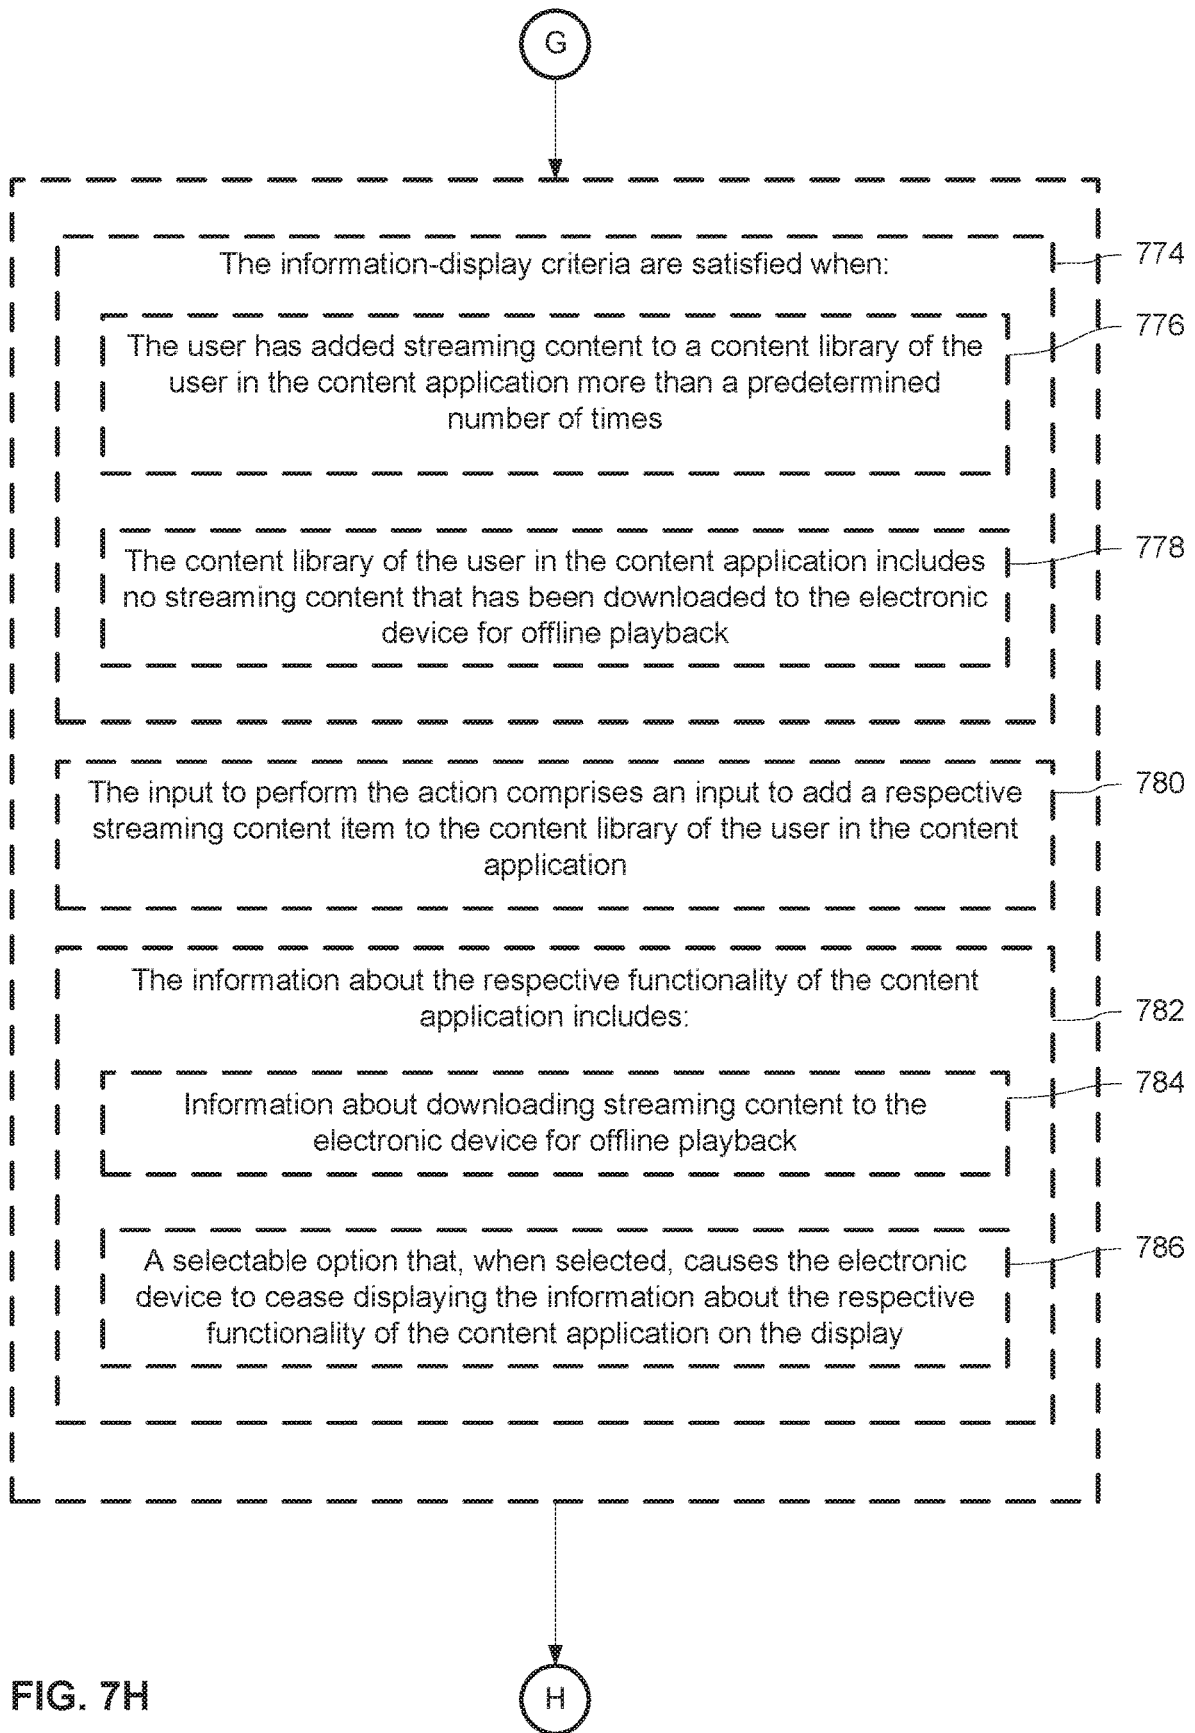 G
The information-display criteria are satisfied when:
774
The user has added streaming content to a content library of the
user in the content application more than a predetermined
number of times
776
The content library of the user in the content application includes
no streaming content that has been downloaded to the electronic
device for offline playback
778
The input to perform the action comprises an input to add a respective
streaming content item to the content library of the user in the content
application
780
The information about the respective functionality of the content
application includes:
782
Information about downloading streaming content to the
electronic device for offline playback
784
A selectable option that, when selected, causes the electronic
device to cease displaying the information about the respective
functionality of the content application on the display
786
FIG. 7H
H